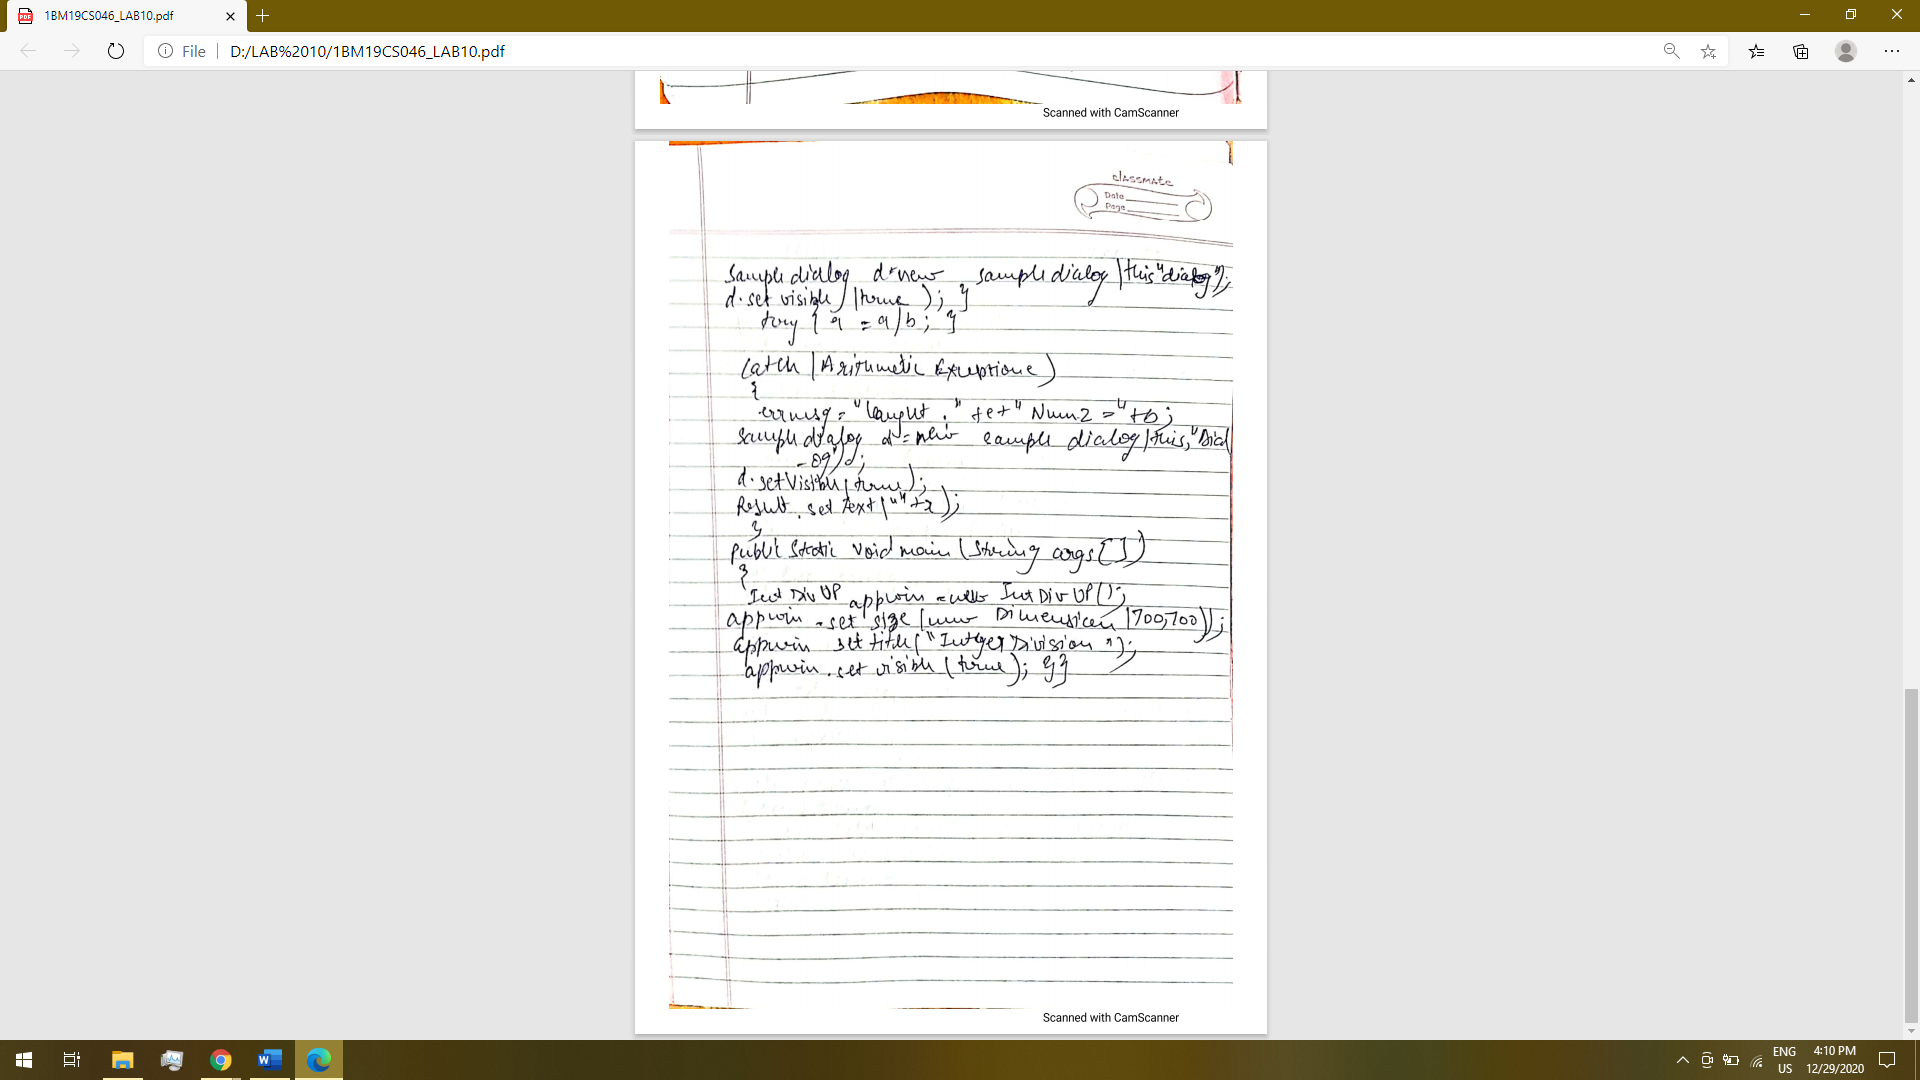 1BM19CS046_LAB10.pdf
File D:/LAB%2010/1BM19CS046_LAB10.pdf
Scanned with CamScanner
classmate
Date
Page
Sample dialog d=new sample dialog (this "dialog");
d.set visible (true); }
try { a = a/b; }
Catch (Arithmetic Exception e)
{
errmsg = "Caught ." +e+" Num2 = "+b;
Sample dialog d=new sample dialog (this, "Dial
-og");
d.setVisible(true);
Result.set text(""+x);
}
public static void main (String args[])
{
Int Div UP appwin = new Int Div UP();
appwin.set size (new Dimension (700,700));
appwin set title("Integer Division");
appwin.set visible (true); }}
Scanned with CamScanner
ENG
US
4:10 PM
12/29/2020